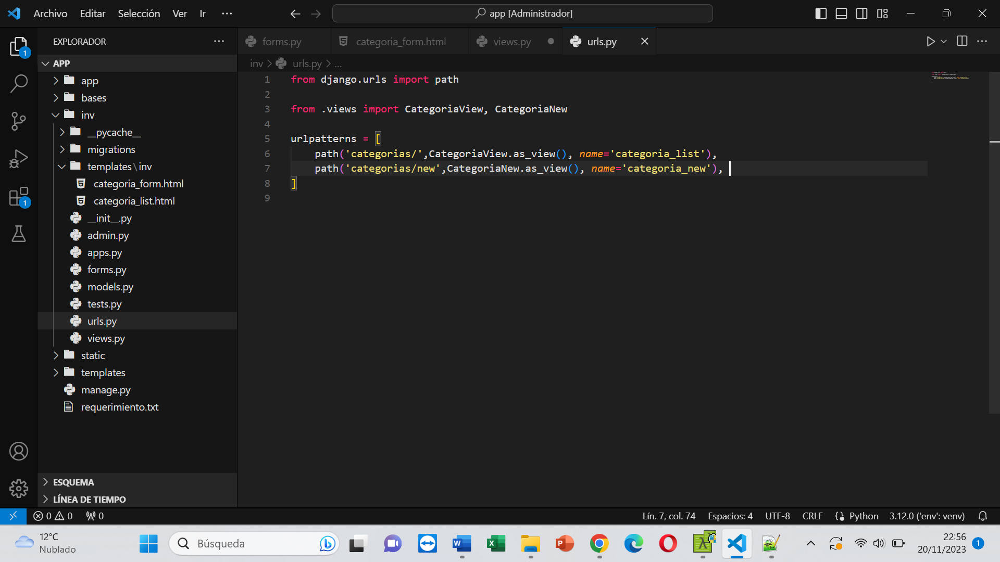 Archivo Editar Selección Ver Ir ···
app [Administrador]
EXPLORADOR ···
forms.py
categoria_form.html
views.py
urls.py
1
APP
inv > urls.py > ...
app
bases
inv
__pycache__
migrations
templates\inv
categoria_form.html
categoria_list.html
__init__.py
admin.py
apps.py
forms.py
models.py
tests.py
urls.py
views.py
static
templates
manage.py
requerimiento.txt
1
ESQUEMA
LÍNEA DE TIEMPO
1 from django.urls import path
2
3 from .views import CategoriaView, CategoriaNew
4
5 urlpatterns = [
6     path('categorias/',CategoriaView.as_view(), name='categoria_list'),
7     path('categorias/new',CategoriaNew.as_view(), name='categoria_new'),
8 ]
9
0 0 0
Lín. 7, col. 74 Espacios: 4 UTF-8 CRLF Python 3.12.0 ('env': venv)
12°C
Nublado
Búsqueda
22:56
20/11/2023
1